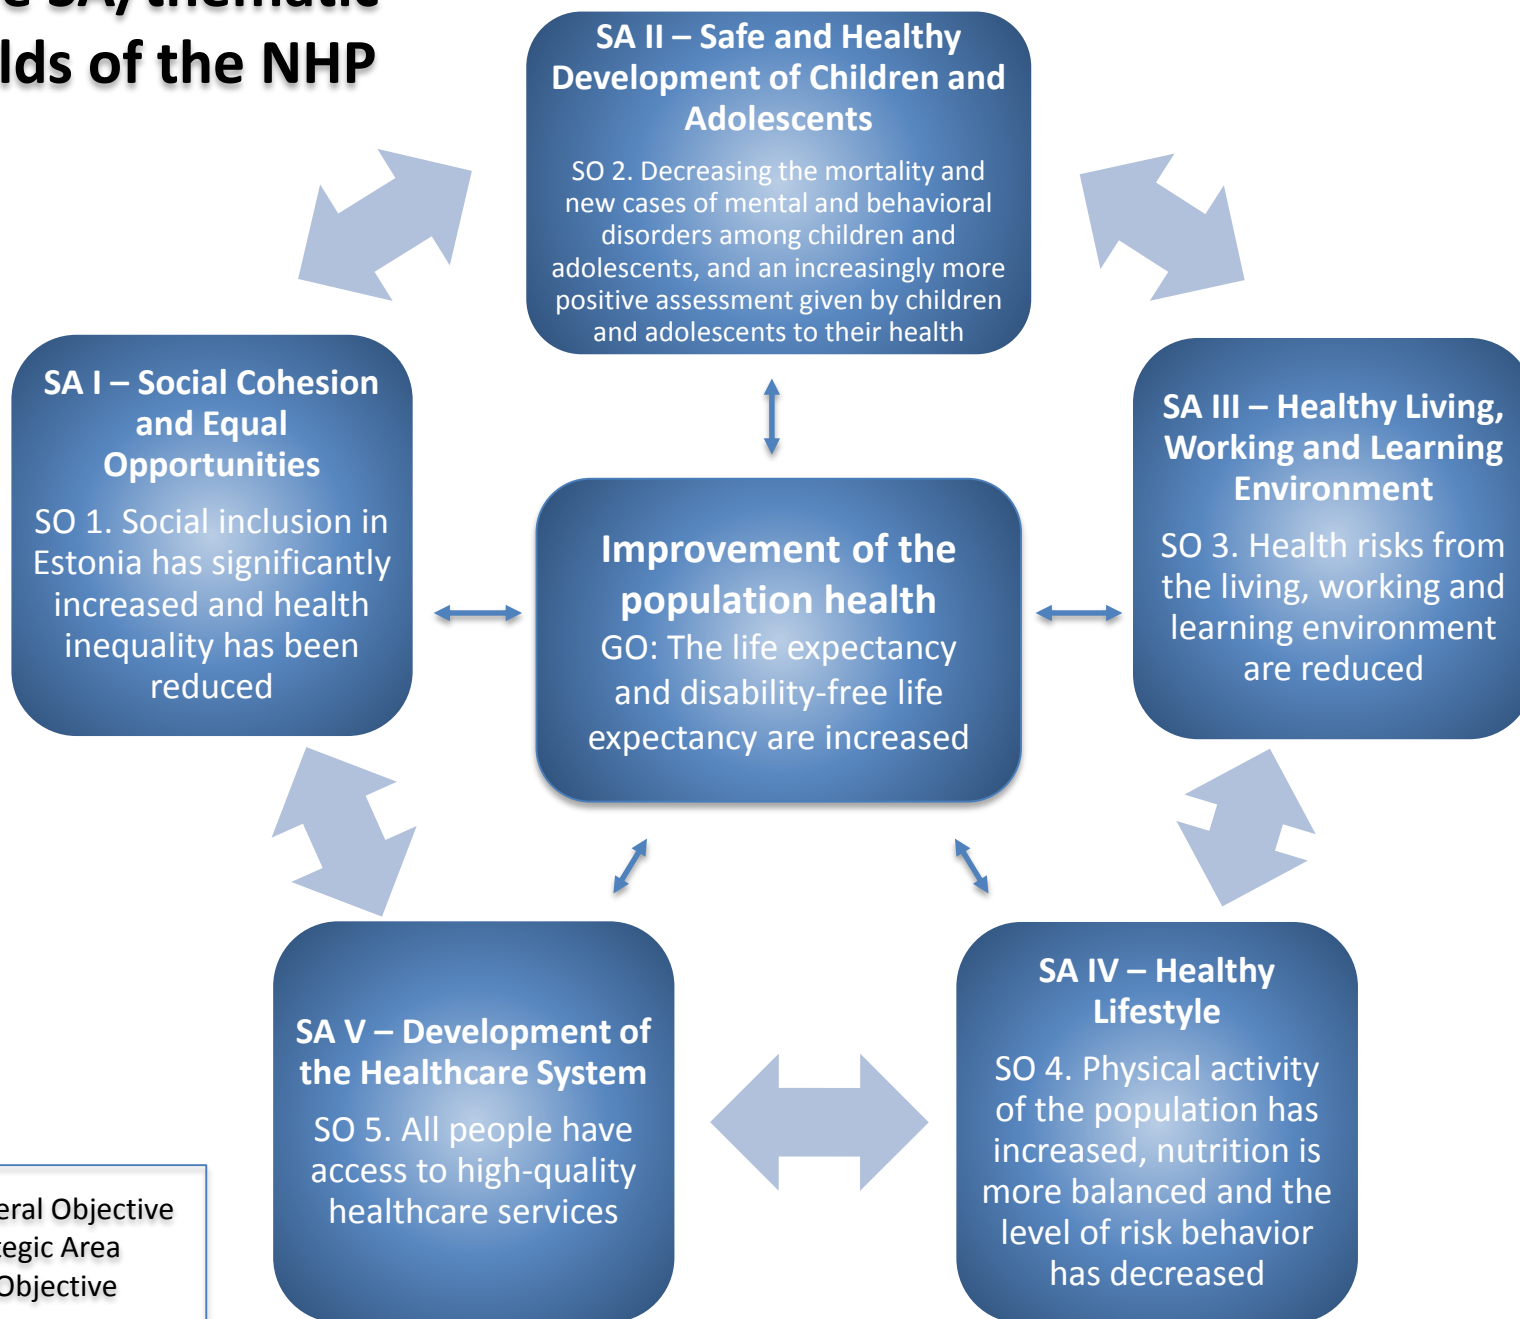 SA, thematic
lds of the NHP
SA II – Safe and Healthy
Development of Children and
Adolescents
SO 2. Decreasing the mortality and
new cases of mental and behavioral
disorders among children and
adolescents, and an increasingly more
positive assessment given by children
and adolescents to their health
SA I – Social Cohesion
and Equal
Opportunities
SO 1. Social inclusion in
Estonia has significantly
increased and health
inequality has been
reduced
SA III – Healthy Living,
Working and Learning
Environment
SO 3. Health risks from
the living, working and
learning environment
are reduced
Improvement of the
population health
GO: The life expectancy
and disability-free life
expectancy are increased
SA V – Development of
the Healthcare System
SO 5. All people have
access to high-quality
healthcare services
SA IV – Healthy
Lifestyle
SO 4. Physical activity
of the population has
increased, nutrition is
more balanced and the
level of risk behavior
has decreased
eral Objective
tegic Area
Objective